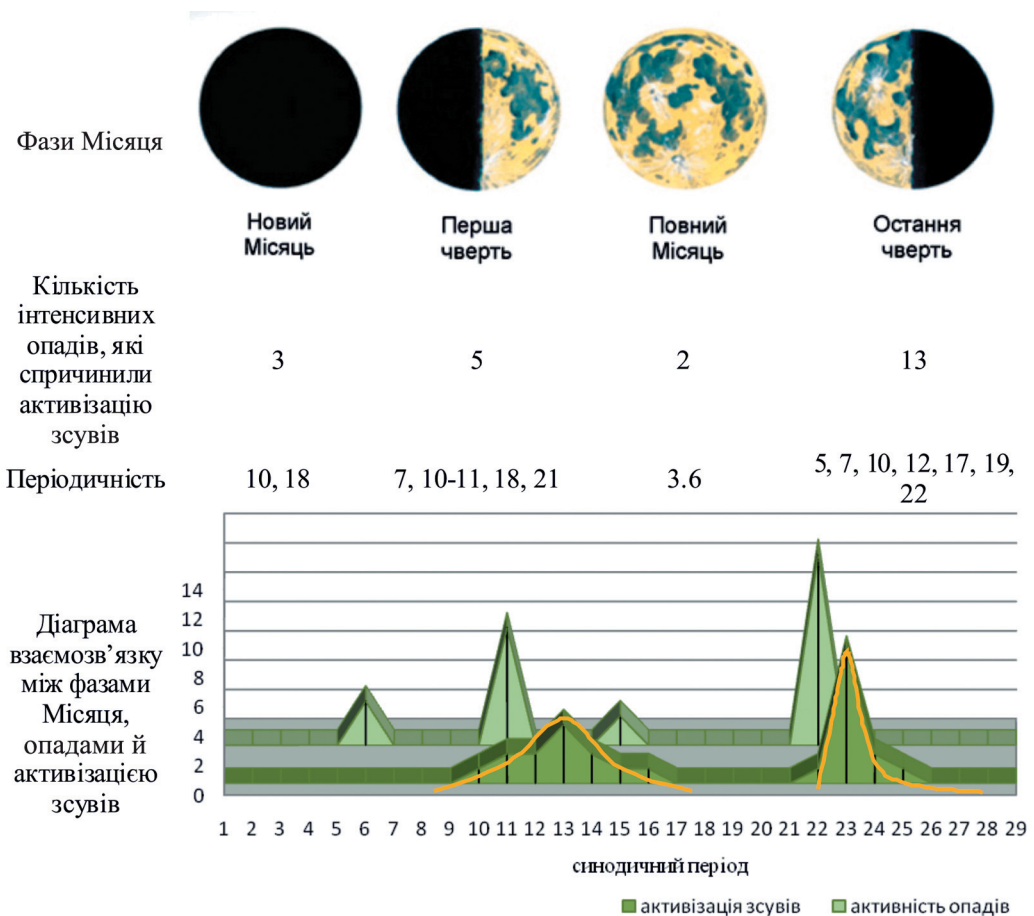 Фази Місяця
Новий
Місяць
Перша
чверть
Повний
Місяць
Остання
чверть
Кількість
інтенсивних
опадів, які
спричинили
активізацію
зсувів
3
5
2
13
Періодичність
10, 18
7, 10-11, 18, 21
3.6
5, 7, 10, 12, 17, 19,
22
Діаграма
взаємозв’язку
між фазами
Місяця,
опадами й
активізацією
зсувів
14
12
10
8
6
4
2
0
1 2 3 4 5 6 7 8 9 10 11 12 13 14 15 16 17 18 19 20 21 22 23 24 25 26 27 28 29
синодичний період
активізація зсувів
активність опадів